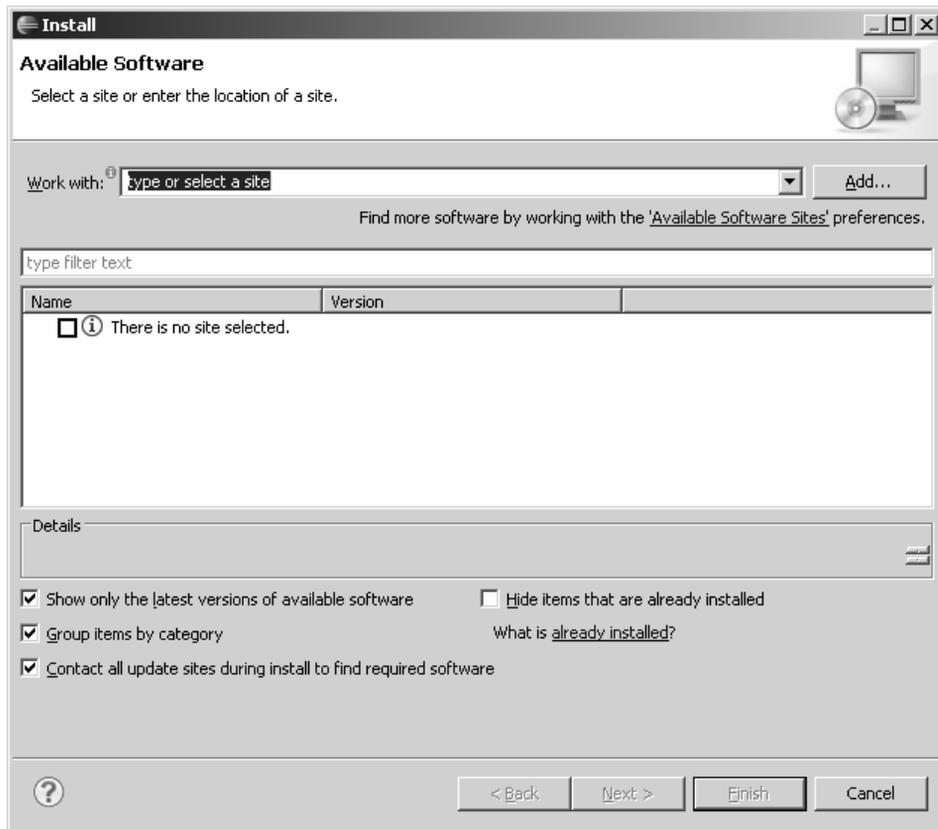 Install
Available Software
Select a site or enter the location of a site.
Work with: type or select a site Add...
Find more software by working with the 'Available Software Sites' preferences.
type filter text
Name Version
There is no site selected.
Details
Show only the latest versions of available software Hide items that are already installed
Group items by category What is already installed?
Contact all update sites during install to find required software
? < Back Next > Finish Cancel